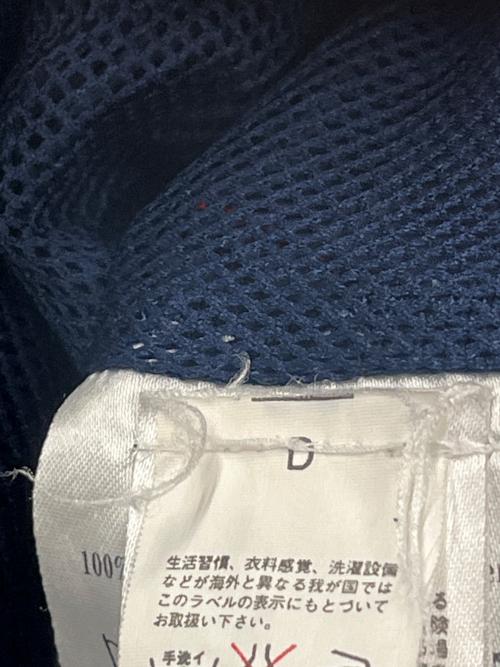 D
100%
生活習慣、衣料感覚、洗濯設備
などが海外と異なる我が国では
このラベルの表示にもとづいて
お取扱い下さい。
手洗イ
る険